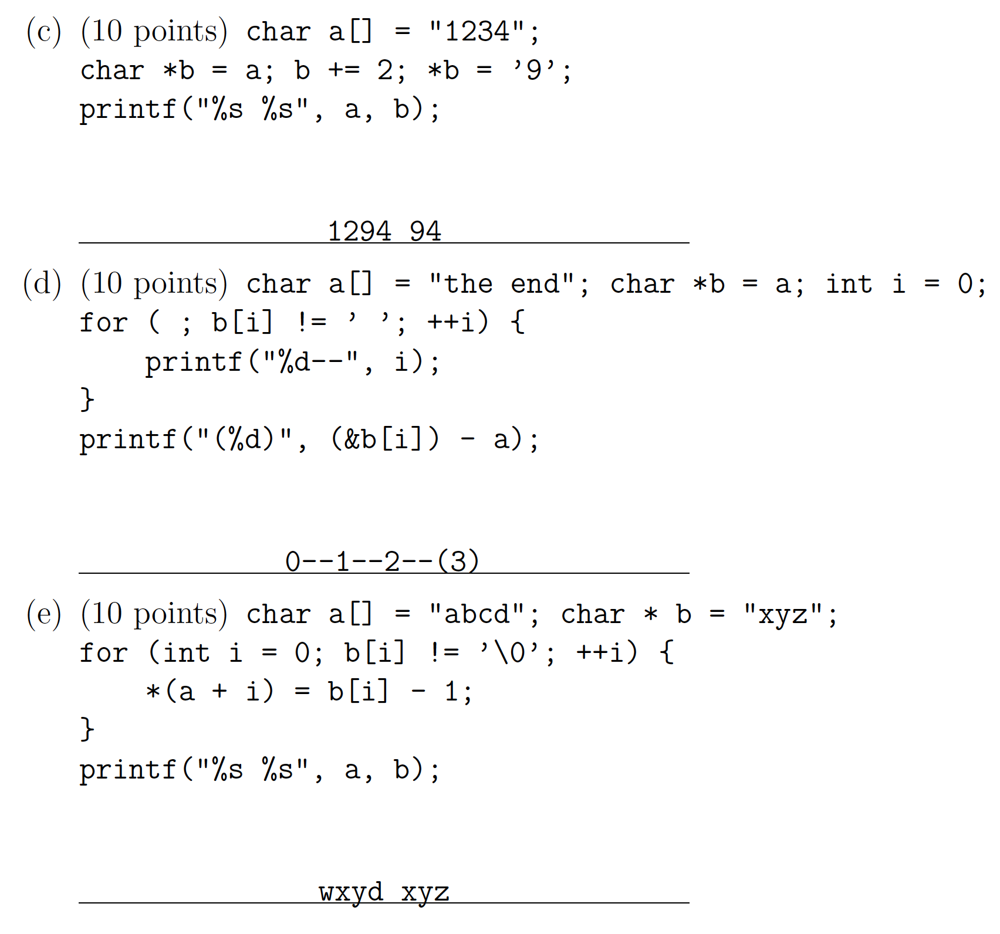 (c) (10 points) char a[] = "1234";
char *b = a; b += 2; *b = ’9’;
printf("%s %s", a, b);
1294 94
(d) (10 points) char a[] = "the end"; char *b = a; int i = 0;
for ( ; b[i] != ’ ’; ++i) {
printf("%d--", i);
}
printf("(%d)", (&b[i]) - a);
0--1--2--(3)
(e) (10 points) char a[] = "abcd"; char * b = "xyz";
for (int i = 0; b[i] != ’\0’; ++i) {
*(a + i) = b[i] - 1;
}
printf("%s %s", a, b);
wxyd xyz